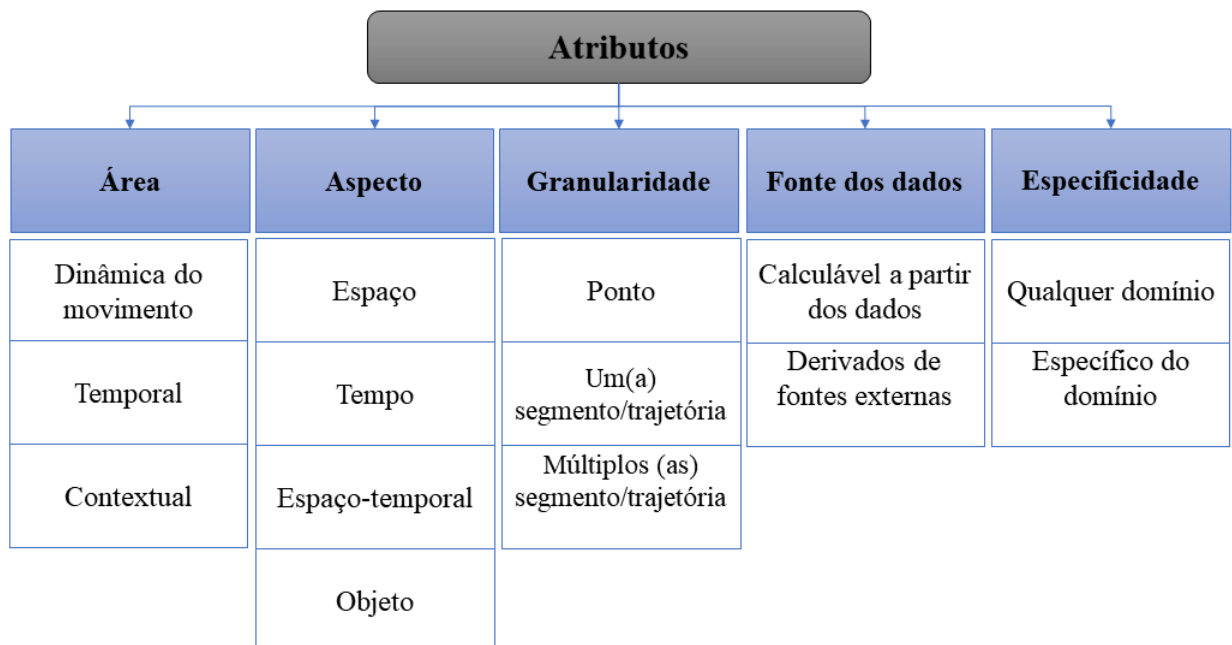 Atributos
Área
Aspecto
Granularidade
Fonte dos dados
Especificidade
Dinâmica do
movimento
Temporal
Contextual
Espaço
Tempo
Espaço-temporal
Objeto
Ponto
Um(a)
segmento/trajetória
Múltiplos (as)
segmento/trajetória
Calculável a partir
dos dados
Derivados de
fontes externas
Qualquer domínio
Específico do
domínio